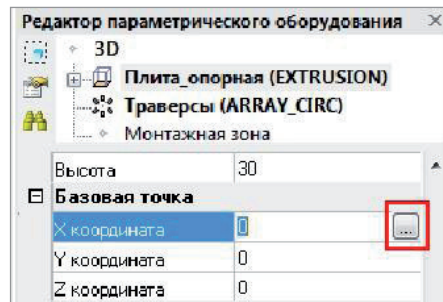 Редактор параметрического оборудования
3D
Плита_опорная (EXTRUSION)
Траверсы (ARRAY_CIRC)
Монтажная зона
Высота 30
Базовая точка
X координата 0 ...
Y координата 0
Z координата 0